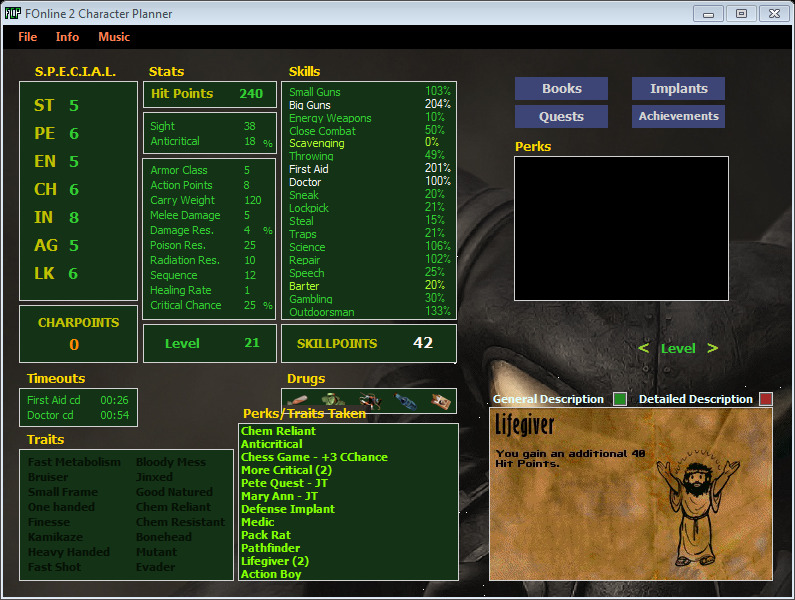 FOnline 2 Character Planner
File Info Music
S.P.E.C.I.A.L.
ST 5
PE 6
EN 5
CH 6
IN 8
AG 5
LK 6
CHARPOINTS
0
Stats
Hit Points 240
Sight 38
Anticritical 18 %
Armor Class 5
Action Points 8
Carry Weight 120
Melee Damage 5
Damage Res. 4 %
Poison Res. 25
Radiation Res. 10
Sequence 12
Healing Rate 1
Critical Chance 25 %
Level 21
Skills
Small Guns 103%
Big Guns 204%
Energy Weapons 10%
Close Combat 50%
Scavenging 0%
Throwing 49%
First Aid 201%
Doctor 100%
Sneak 20%
Lockpick 21%
Steal 15%
Traps 21%
Science 106%
Repair 102%
Speech 25%
Barter 20%
Gambling 30%
Outdoorsman 133%
SKILLPOINTS 42
Books Implants
Quests Achievements
Perks
< Level >
Timeouts
First Aid cd 00:26
Doctor cd 00:54
Drugs
Traits
Fast Metabolism Bloody Mess
Bruiser Jinxed
Small Frame Good Natured
One handed Chem Reliant
Finesse Chem Resistant
Kamikaze Bonehead
Heavy Handed Mutant
Fast Shot Evader
Perks/Traits Taken
Chem Reliant
Anticritical
Chess Game - +3 CChance
More Critical (2)
Pete Quest - JT
Mary Ann - JT
Defense Implant
Medic
Pack Rat
Pathfinder
Lifegiver (2)
Action Boy
General Description Detailed Description
Lifegiver
You gain an additional 40
Hit Points.